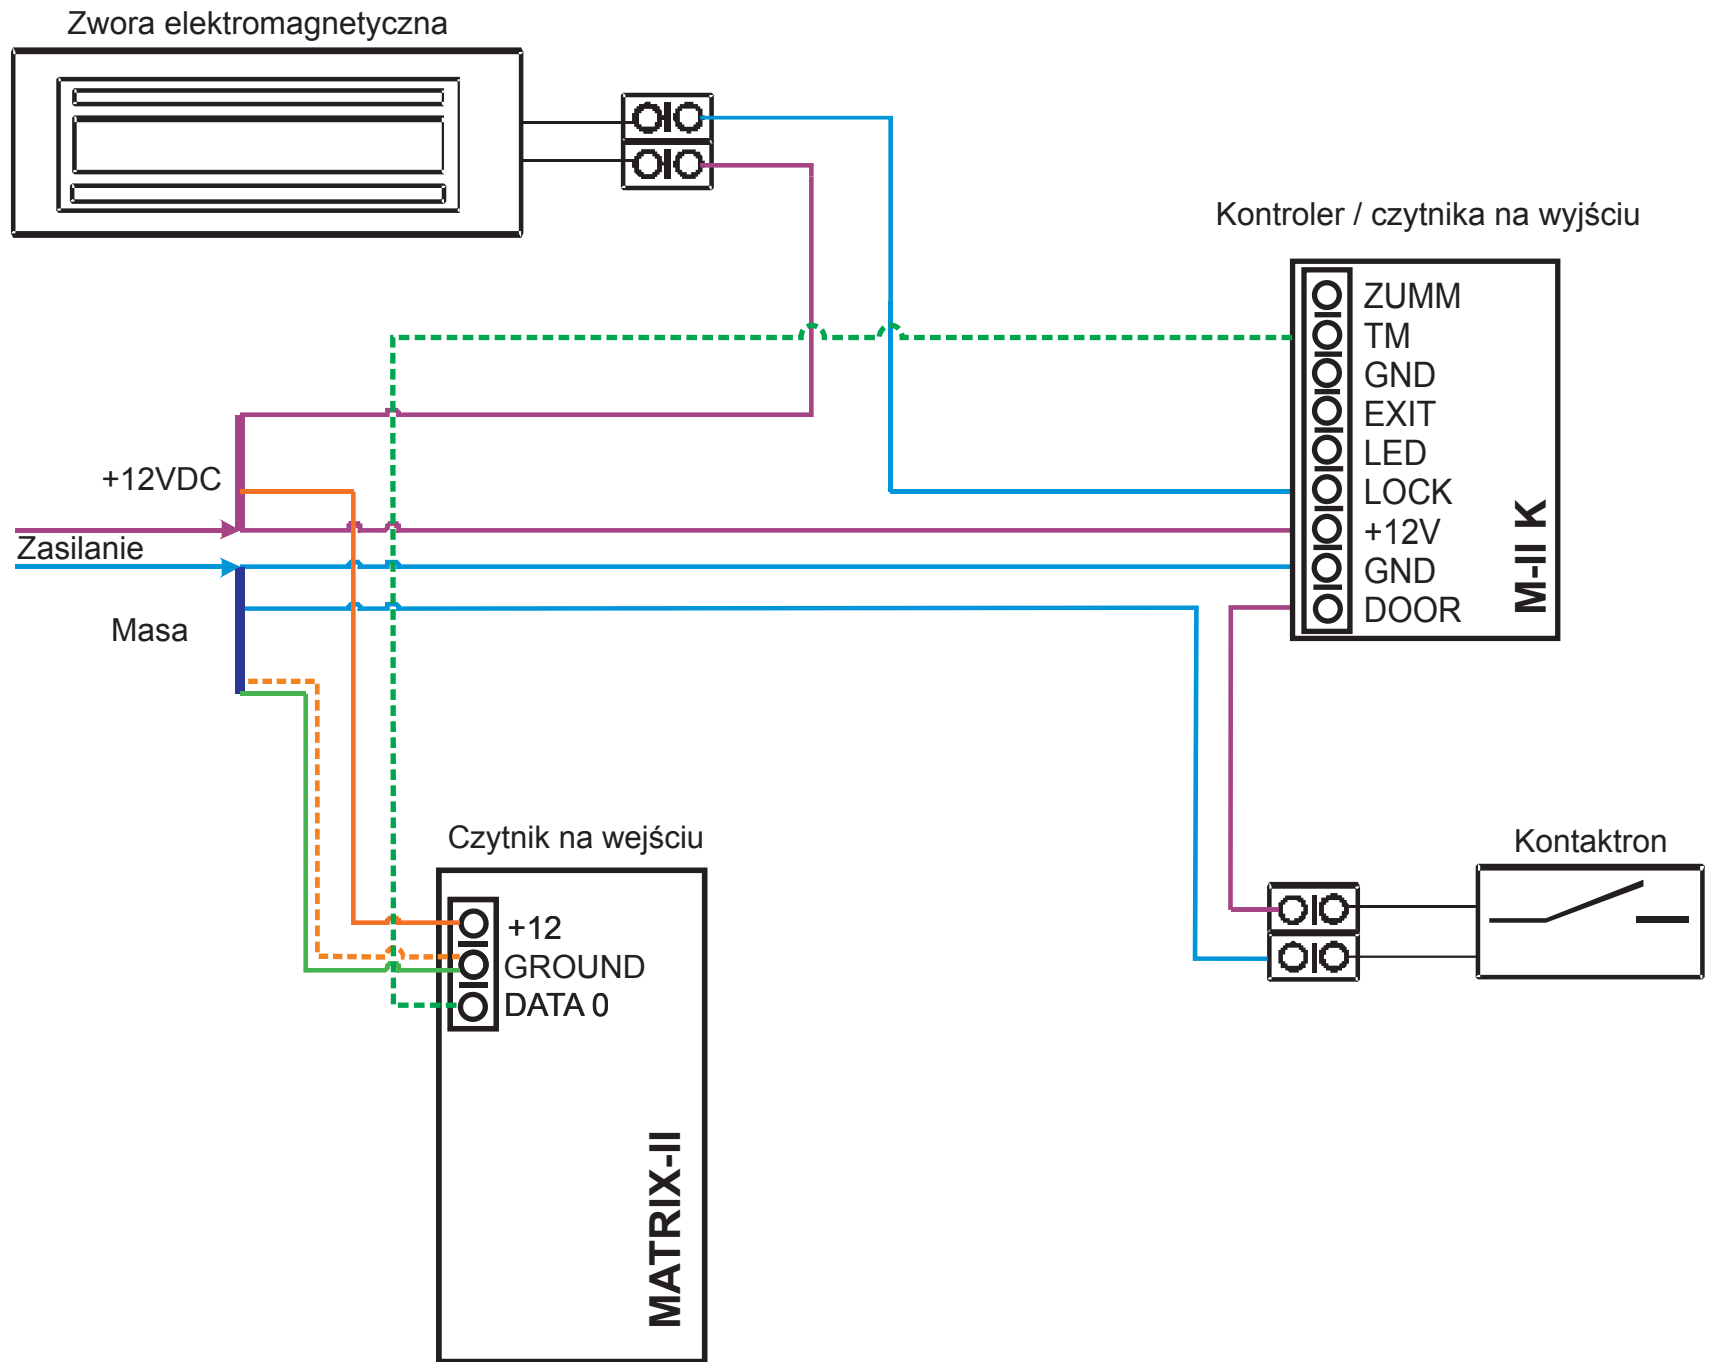 Zwora elektromagnetyczna
Kontroler / czytnika na wyjściu
ZUMM
TM
GND
EXIT
LED
LOCK
+12V
GND
DOOR
M-II K
+12VDC
Zasilanie
Masa
Czytnik na wejściu
+12
GROUND
DATA 0
MATRIX-II
Kontaktron